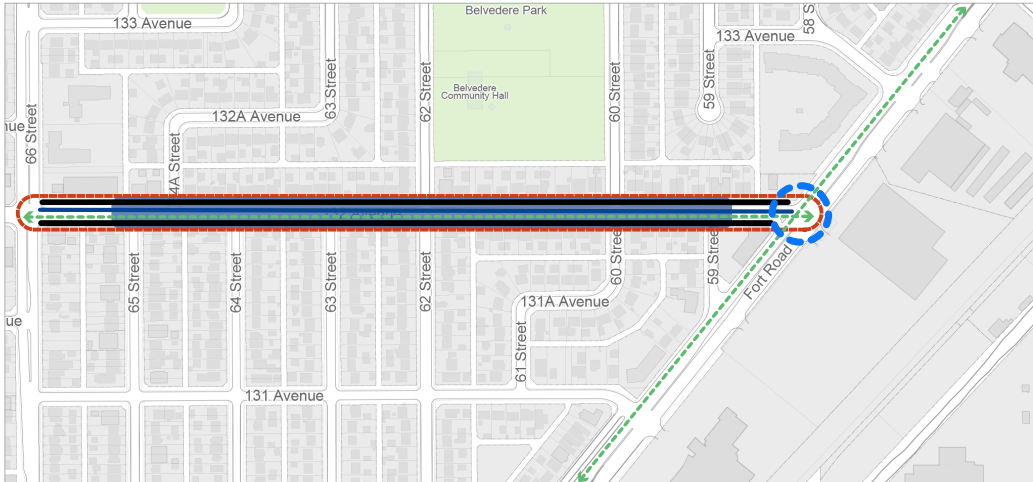 Belvedere Park
133 Avenue
58 S
133 Avenue
63 Street
62 Street
60 Street
59 Street
Belvedere
Community Hall
66 Street
132A Avenue
nue
4A Street
65 Street
64 Street
63 Street
62 Street
60 Street
59 Street
Fort Road
131A Avenue
ue
61 Street
131 Avenue